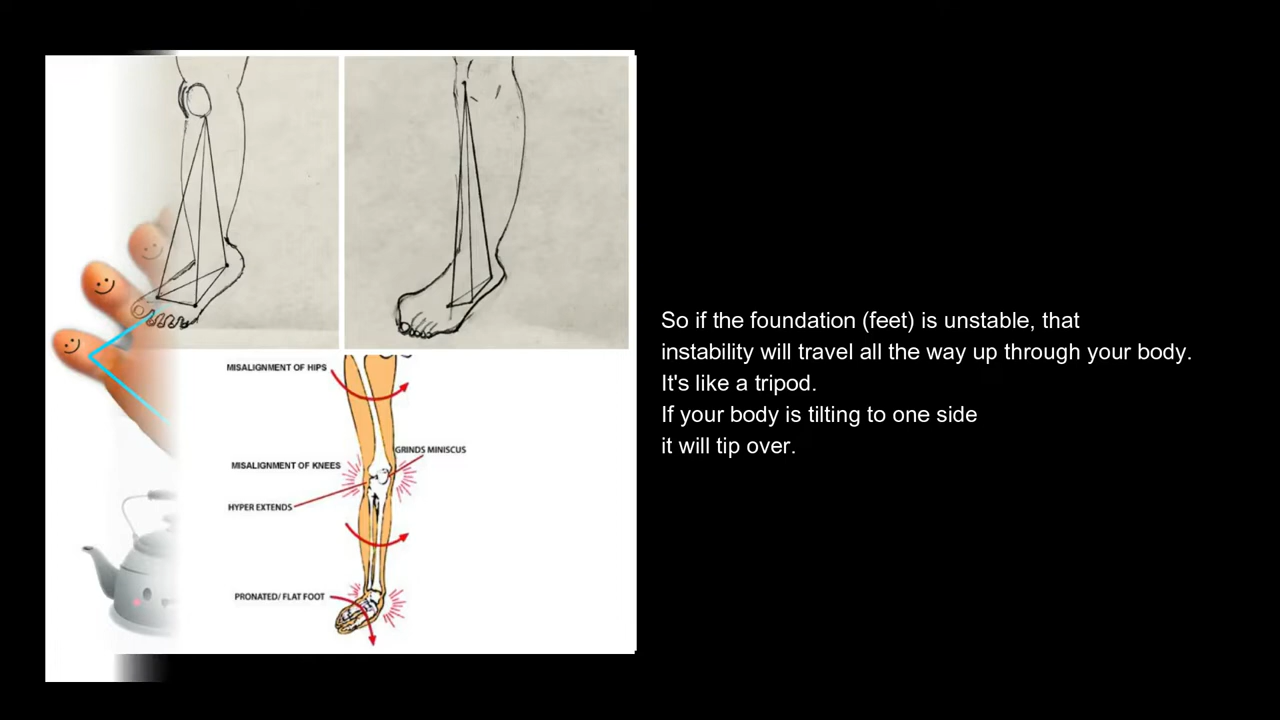 MISALIGNMENT OF HIPS
GRINDS MINISCUS
MISALIGNMENT OF KNEES
HYPER EXTENDS
PRONATED/ FLAT FOOT
So if the foundation (feet) is unstable, that
instability will travel all the way up through your body.
It's like a tripod.
If your body is tilting to one side
it will tip over.